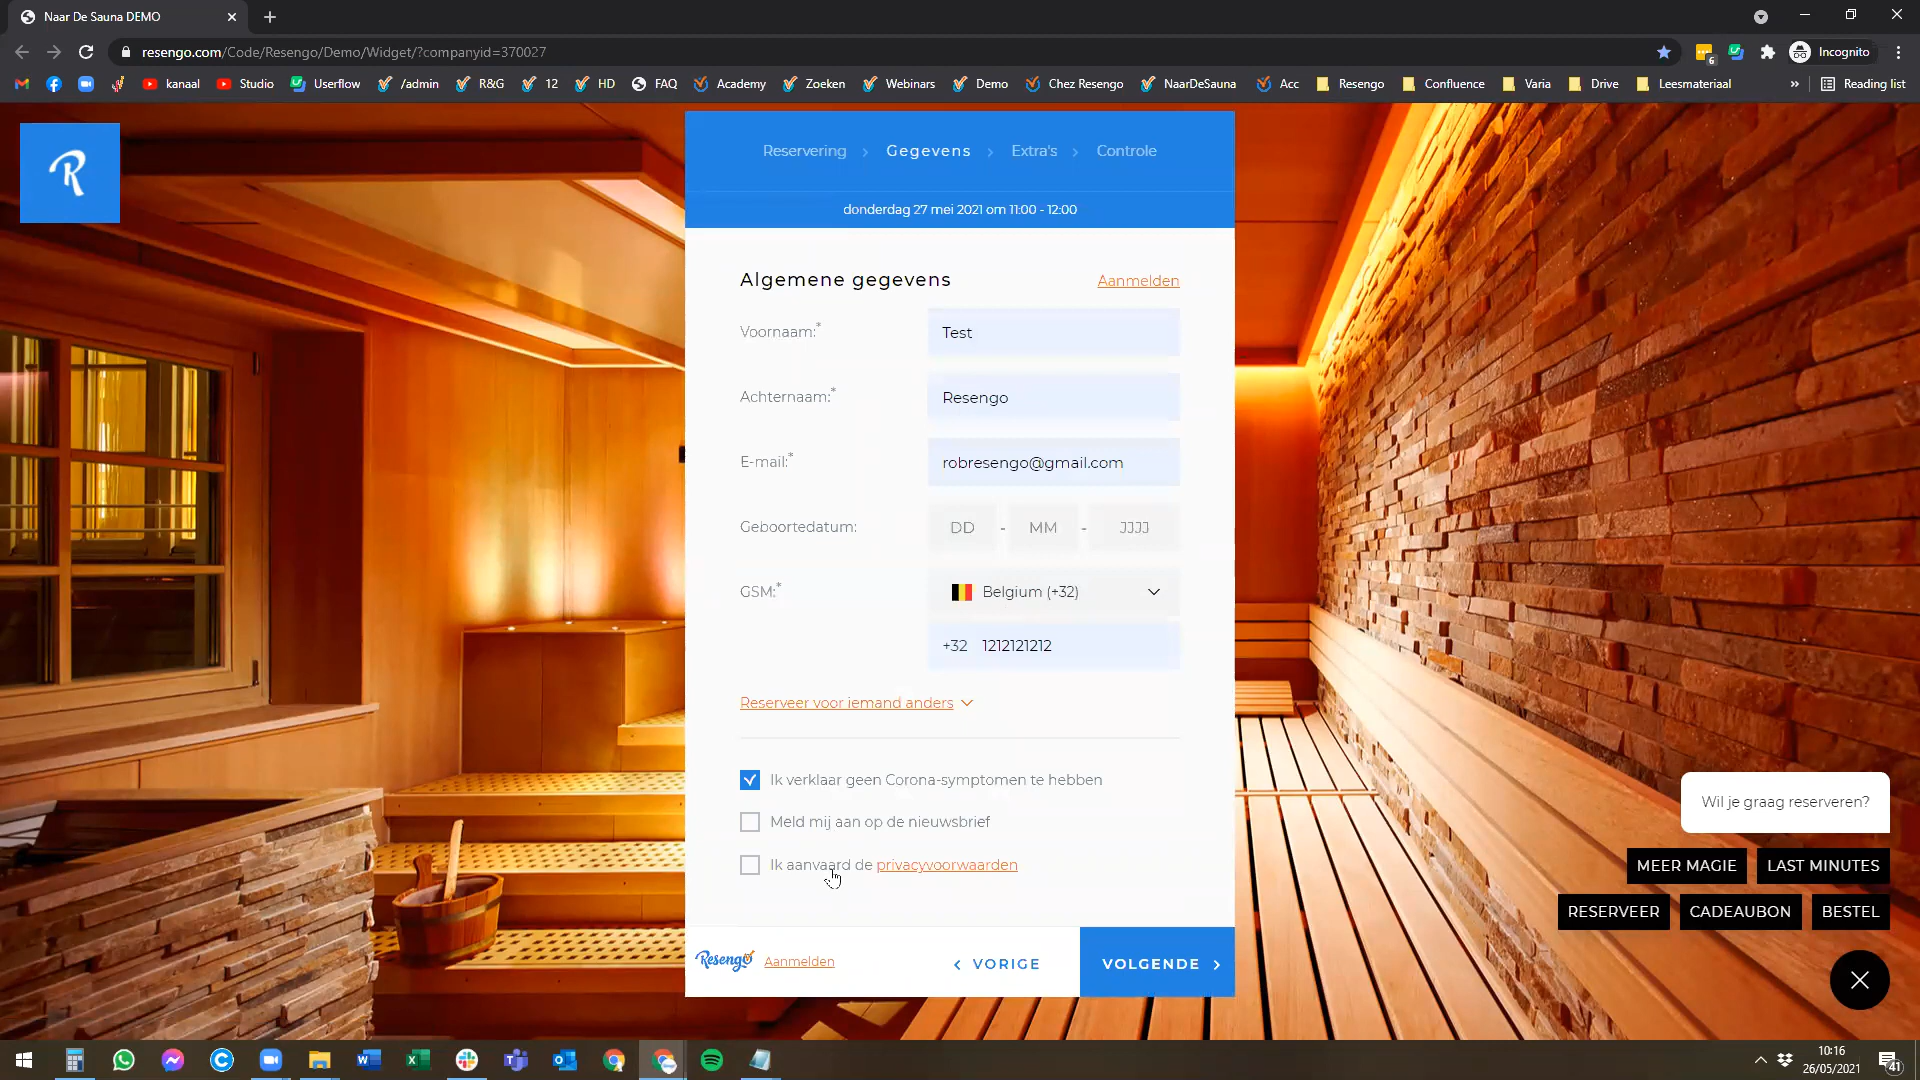 Naar De Sauna DEMO
resengo.com/Code/Resengo/Demo/Widget/?companyid=370027
6
Incognito
kanaal
Studio
Userflow
/admin
R&G
12
HD
FAQ
Academy
Zoeken
Webinars
Demo
Chez Resengo
NaarDeSauna
Acc
Resengo
Confluence
Varia
Drive
Leesmateriaal
»
Reading list
R
Reservering > Gegevens > Extra's > Controle
donderdag 27 mei 2021 om 11:00 - 12:00
Algemene gegevens
Aanmelden
Voornaam:*
Test
Achternaam:*
Resengo
E-mail:*
robresengo@gmail.com
Geboortedatum:
DD - MM - JJJJ
GSM:*
Belgium (+32)
+32 1212121212
Reserveer voor iemand anders
Ik verklaar geen Corona-symptomen te hebben
Meld mij aan op de nieuwsbrief
Ik aanvaard de privacyvoorwaarden
Resengo
Aanmelden
< VORIGE
VOLGENDE >
Wil je graag reserveren?
MEER MAGIE
LAST MINUTES
RESERVEER
CADEAUBON
BESTEL
10:16
26/05/2021
41